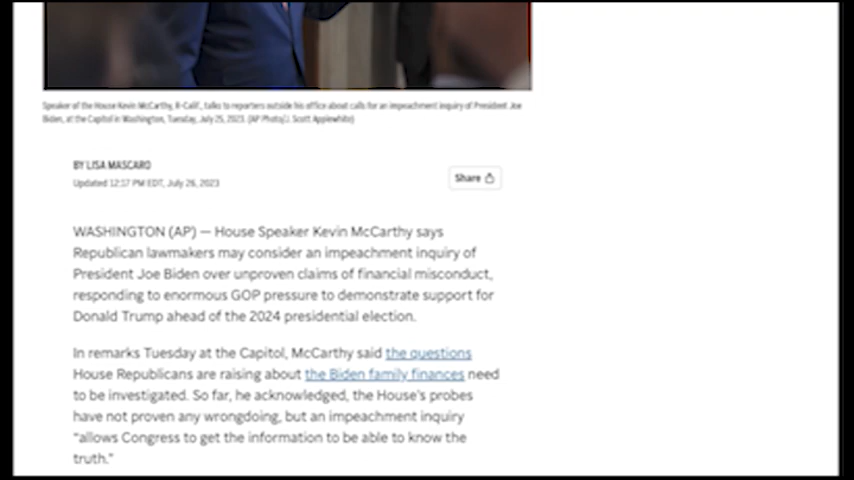 Speaker of the House Kevin McCarthy, R-Calif., talks to reporters outside his office about calls for an impeachment inquiry of President Joe
Biden, at the Capitol in Washington, Tuesday, July 25, 2023. (AP Photo/J. Scott Applewhite)
BY LISA MASCARO
Updated 12:17 PM EDT, July 26, 2023
Share
WASHINGTON (AP) — House Speaker Kevin McCarthy says
Republican lawmakers may consider an impeachment inquiry of
President Joe Biden over unproven claims of financial misconduct,
responding to enormous GOP pressure to demonstrate support for
Donald Trump ahead of the 2024 presidential election.
In remarks Tuesday at the Capitol, McCarthy said the questions
House Republicans are raising about the Biden family finances need
to be investigated. So far, he acknowledged, the House's probes
have not proven any wrongdoing, but an impeachment inquiry
"allows Congress to get the information to be able to know the
truth."